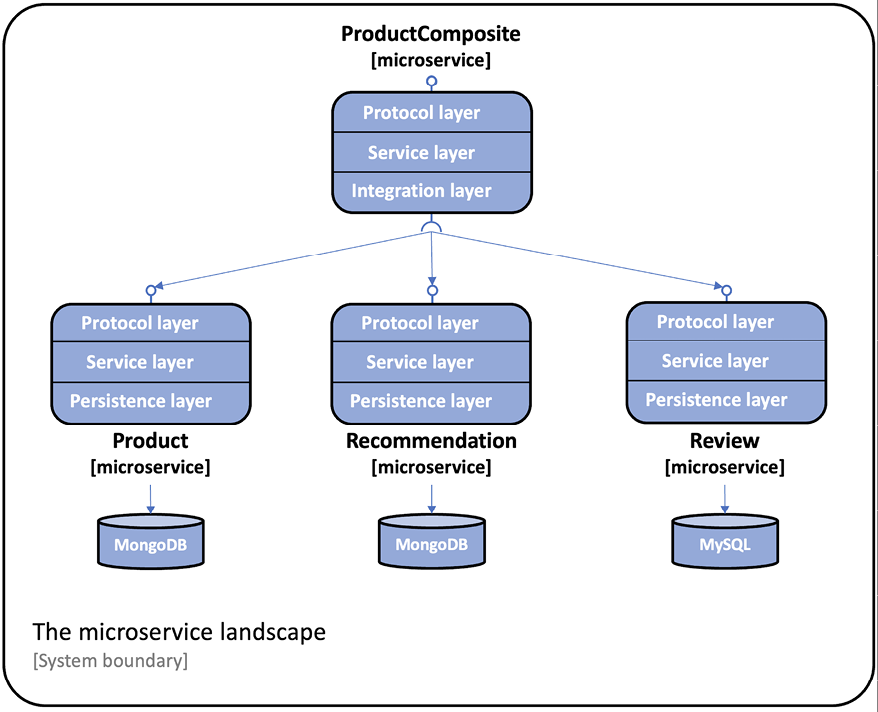 ProductComposite
[microservice]
Protocol layer
Service layer
Integration layer
Protocol layer
Service layer
Persistence layer
Product
[microservice]
MongoDB
Protocol layer
Service layer
Persistence layer
Recommendation
[microservice]
MongoDB
Protocol layer
Service layer
Persistence layer
Review
[microservice]
MySQL
The microservice landscape
[System boundary]